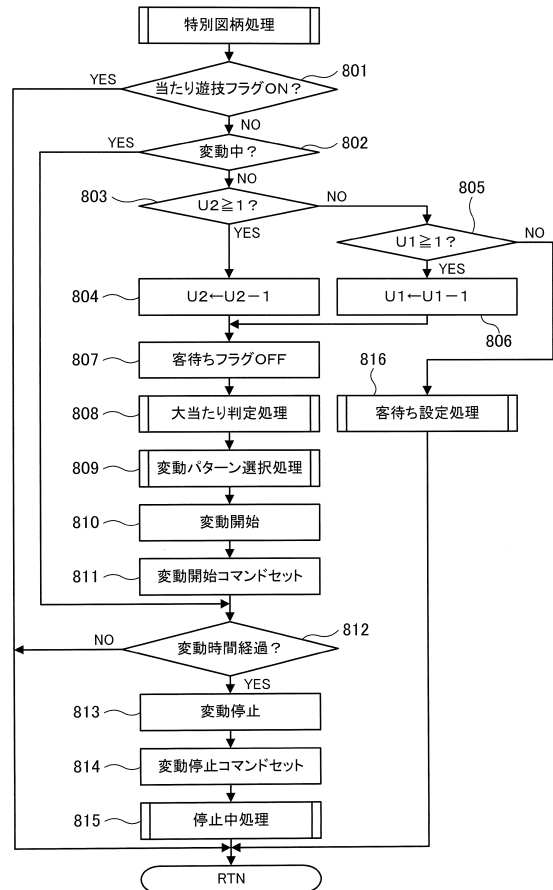 特別図柄処理
801
YES
当たり遊技フラグON？
NO
802
YES
変動中？
803
NO
U2≧1？
NO
805
YES
U1≧1？
NO
YES
804
U2←U2−1
U1←U1−1
806
807
客待ちフラグOFF
816
808
大当たり判定処理
客待ち設定処理
809
変動パターン選択処理
810
変動開始
811
変動開始コマンドセット
812
NO
変動時間経過？
YES
813
変動停止
814
変動停止コマンドセット
815
停止中処理
RTN